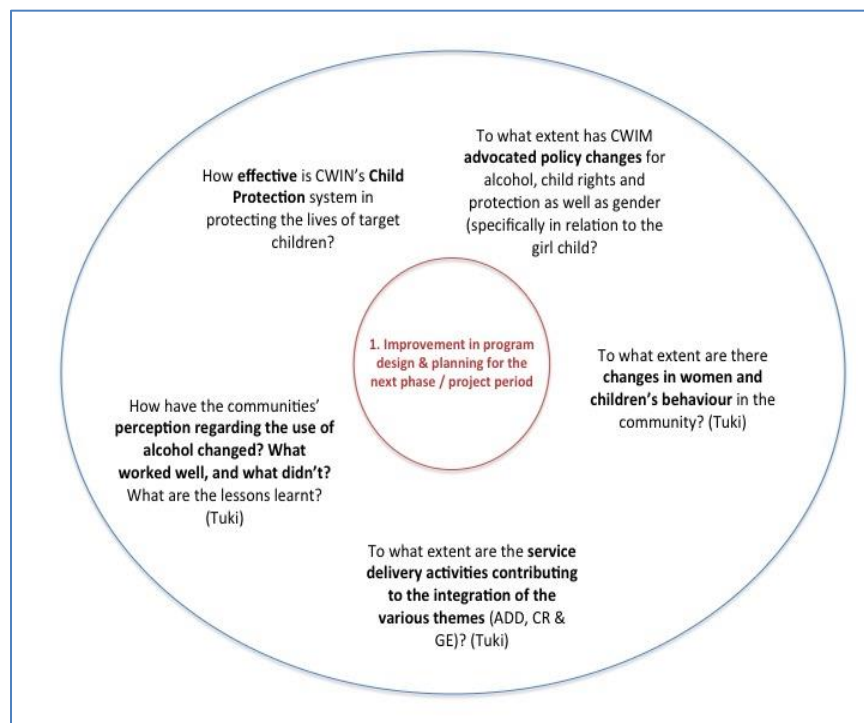 To what extent has CWIM
advocated policy changes for
alcohol, child rights and
protection as well as gender
(specifically in relation to the
girl child?
How effective is CWIN's Child
Protection system in
protecting the lives of target
children?
1. Improvement in program
design & planning for the
next phase / project period
To what extent are there
changes in women and
children's behaviour in the
community? (Tuki)
How have the communities'
perception regarding the use of
alcohol changed? What
worked well, and what didn't?
What are the lessons learnt?
(Tuki)
To what extent are the service
delivery activities contributing
to the integration of the
various themes (ADD, CR &
GE)? (Tuki)